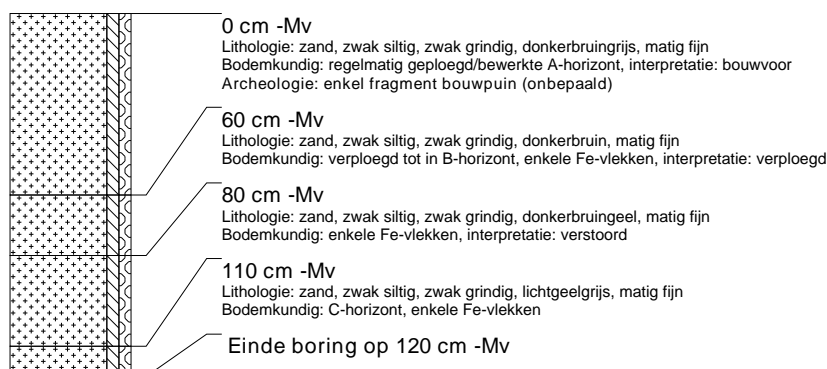 0 cm -Mv
Lithologie: zand, zwak siltig, zwak grindig, donkerbruingrijs, matig fijn
Bodemkundig: regelmatig geploegd/bewerkte A-horizont, interpretatie: bouwvoor
Archeologie: enkel fragment bouwpuin (onbepaald)
60 cm -Mv
Lithologie: zand, zwak siltig, zwak grindig, donkerbruin, matig fijn
Bodemkundig: verploegd tot in B-horizont, enkele Fe-vlekken, interpretatie: verploegd
80 cm -Mv
Lithologie: zand, zwak siltig, zwak grindig, donkerbruingeel, matig fijn
Bodemkundig: enkele Fe-vlekken, interpretatie: verstoord
110 cm -Mv
Lithologie: zand, zwak siltig, zwak grindig, lichtgeelgrijs, matig fijn
Bodemkundig: C-horizont, enkele Fe-vlekken
Einde boring op 120 cm -Mv